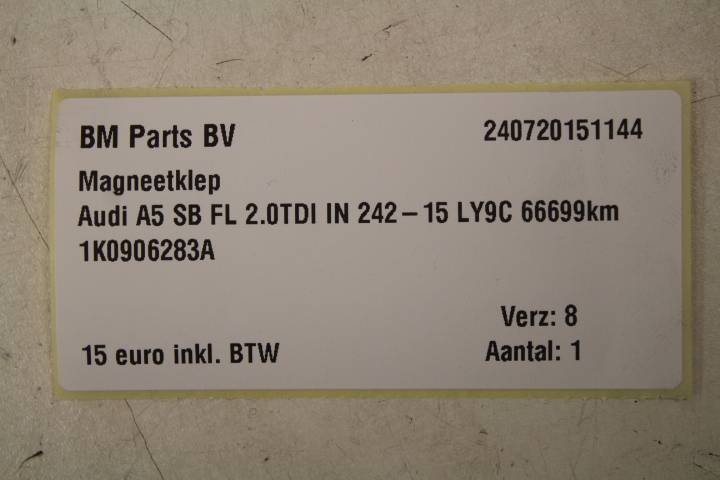 BM Parts BV 240720151144
Magneetklep
Audi A5 SB FL 2.0TDI IN 242-15 LY9C 66699km
1K0906283A
Verz: 8
15 euro inkl. BTW Aantal: 1